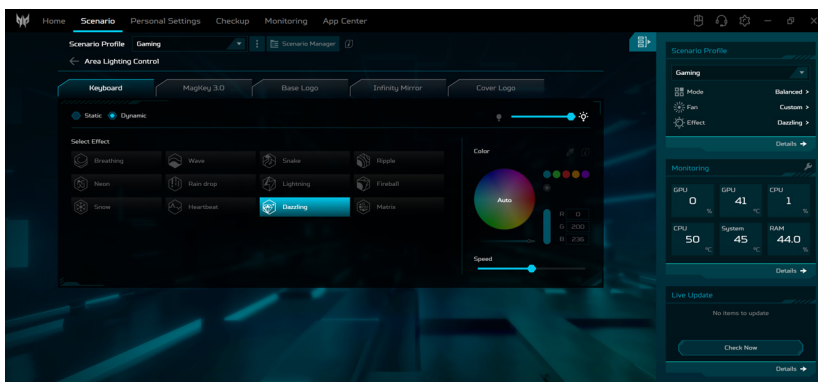 Home Scenario Personal Settings Checkup Monitoring App Center
Scenario Profile Gaming Scenario Manager
Area Lighting Control
Keyboard MagKey 3.0 Base Logo Infinity Mirror Cover Logo
Static Dynamic
Select Effect
Breathing Wave Snake Ripple
Neon Rain drop Lightning Fireball
Snow Heartbeat Dazzling Matrix
Color
Auto
R 0
G 200
B 236
Speed
Scenario Profile
Gaming
Mode Balanced >
Fan Custom >
Effect Dazzling >
Details
Monitoring
GPU GPU CPU
0 % 41 °C 1 %
CPU System RAM
50 °C 45 °C 44.0 %
Details
Live Update
No items to update
Check Now
Details